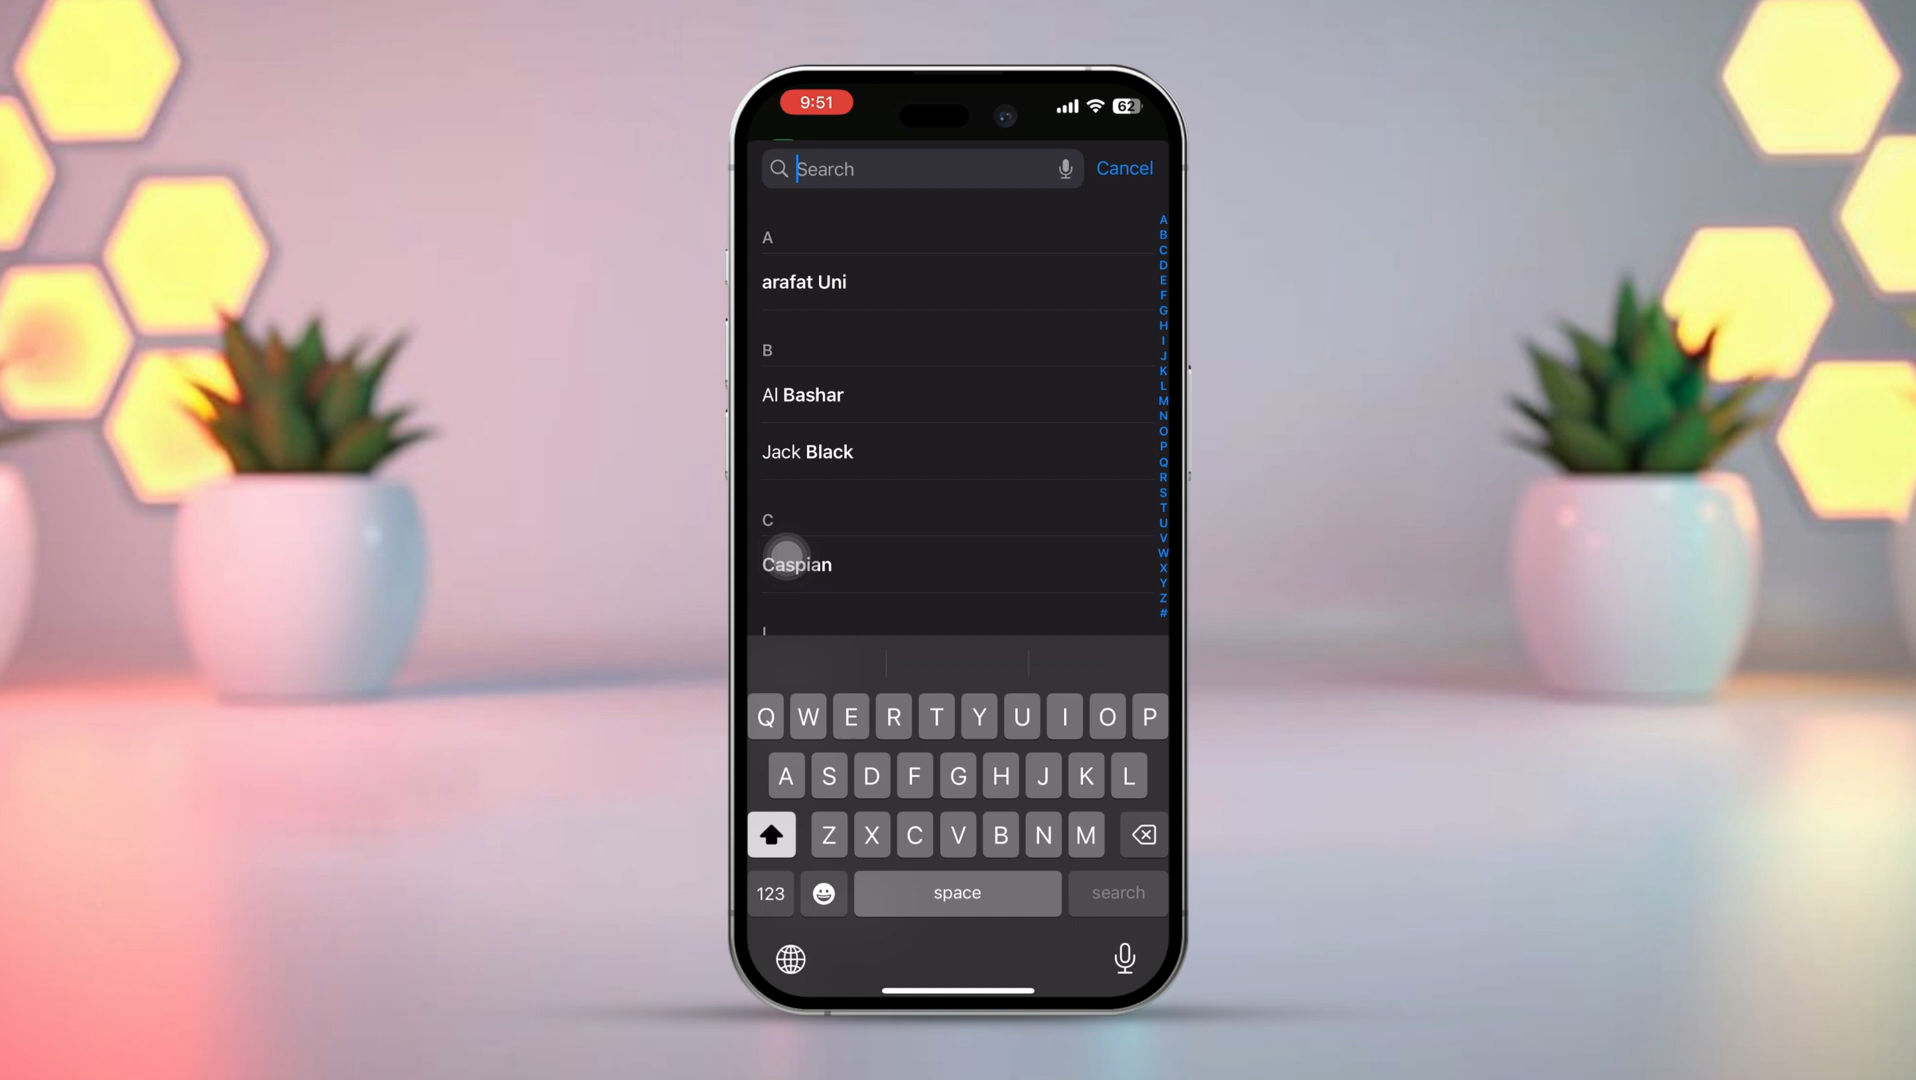 9:51
62
Search
Cancel
A
arafat Uni
B
Al Bashar
Jack Black
C
Caspian
A
B
C
D
E
F
G
H
I
J
K
L
M
N
O
P
Q
R
S
T
U
V
W
X
Y
Z
#
Q W E R T Y U I O P
A S D F G H J K L
Z X C V B N M
123 space search